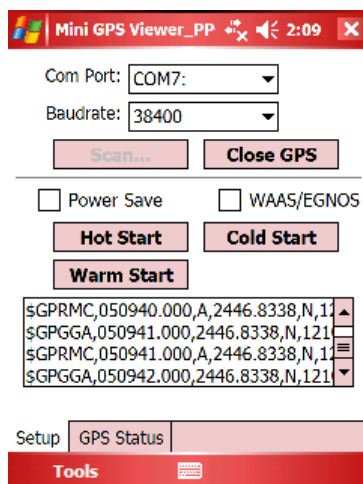 Mini GPS Viewer_PP 2:09
Com Port: COM7:
Baudrate: 38400
Scan... Close GPS
Power Save WAAS/EGNOS
Hot Start Cold Start
Warm Start
$GPRMC,050940.000,A,2446.8338,N,12
$GPGGA,050941.000,2446.8338,N,121
$GPRMC,050941.000,A,2446.8338,N,12
$GPGGA,050942.000,2446.8338,N,121
Setup GPS Status
Tools